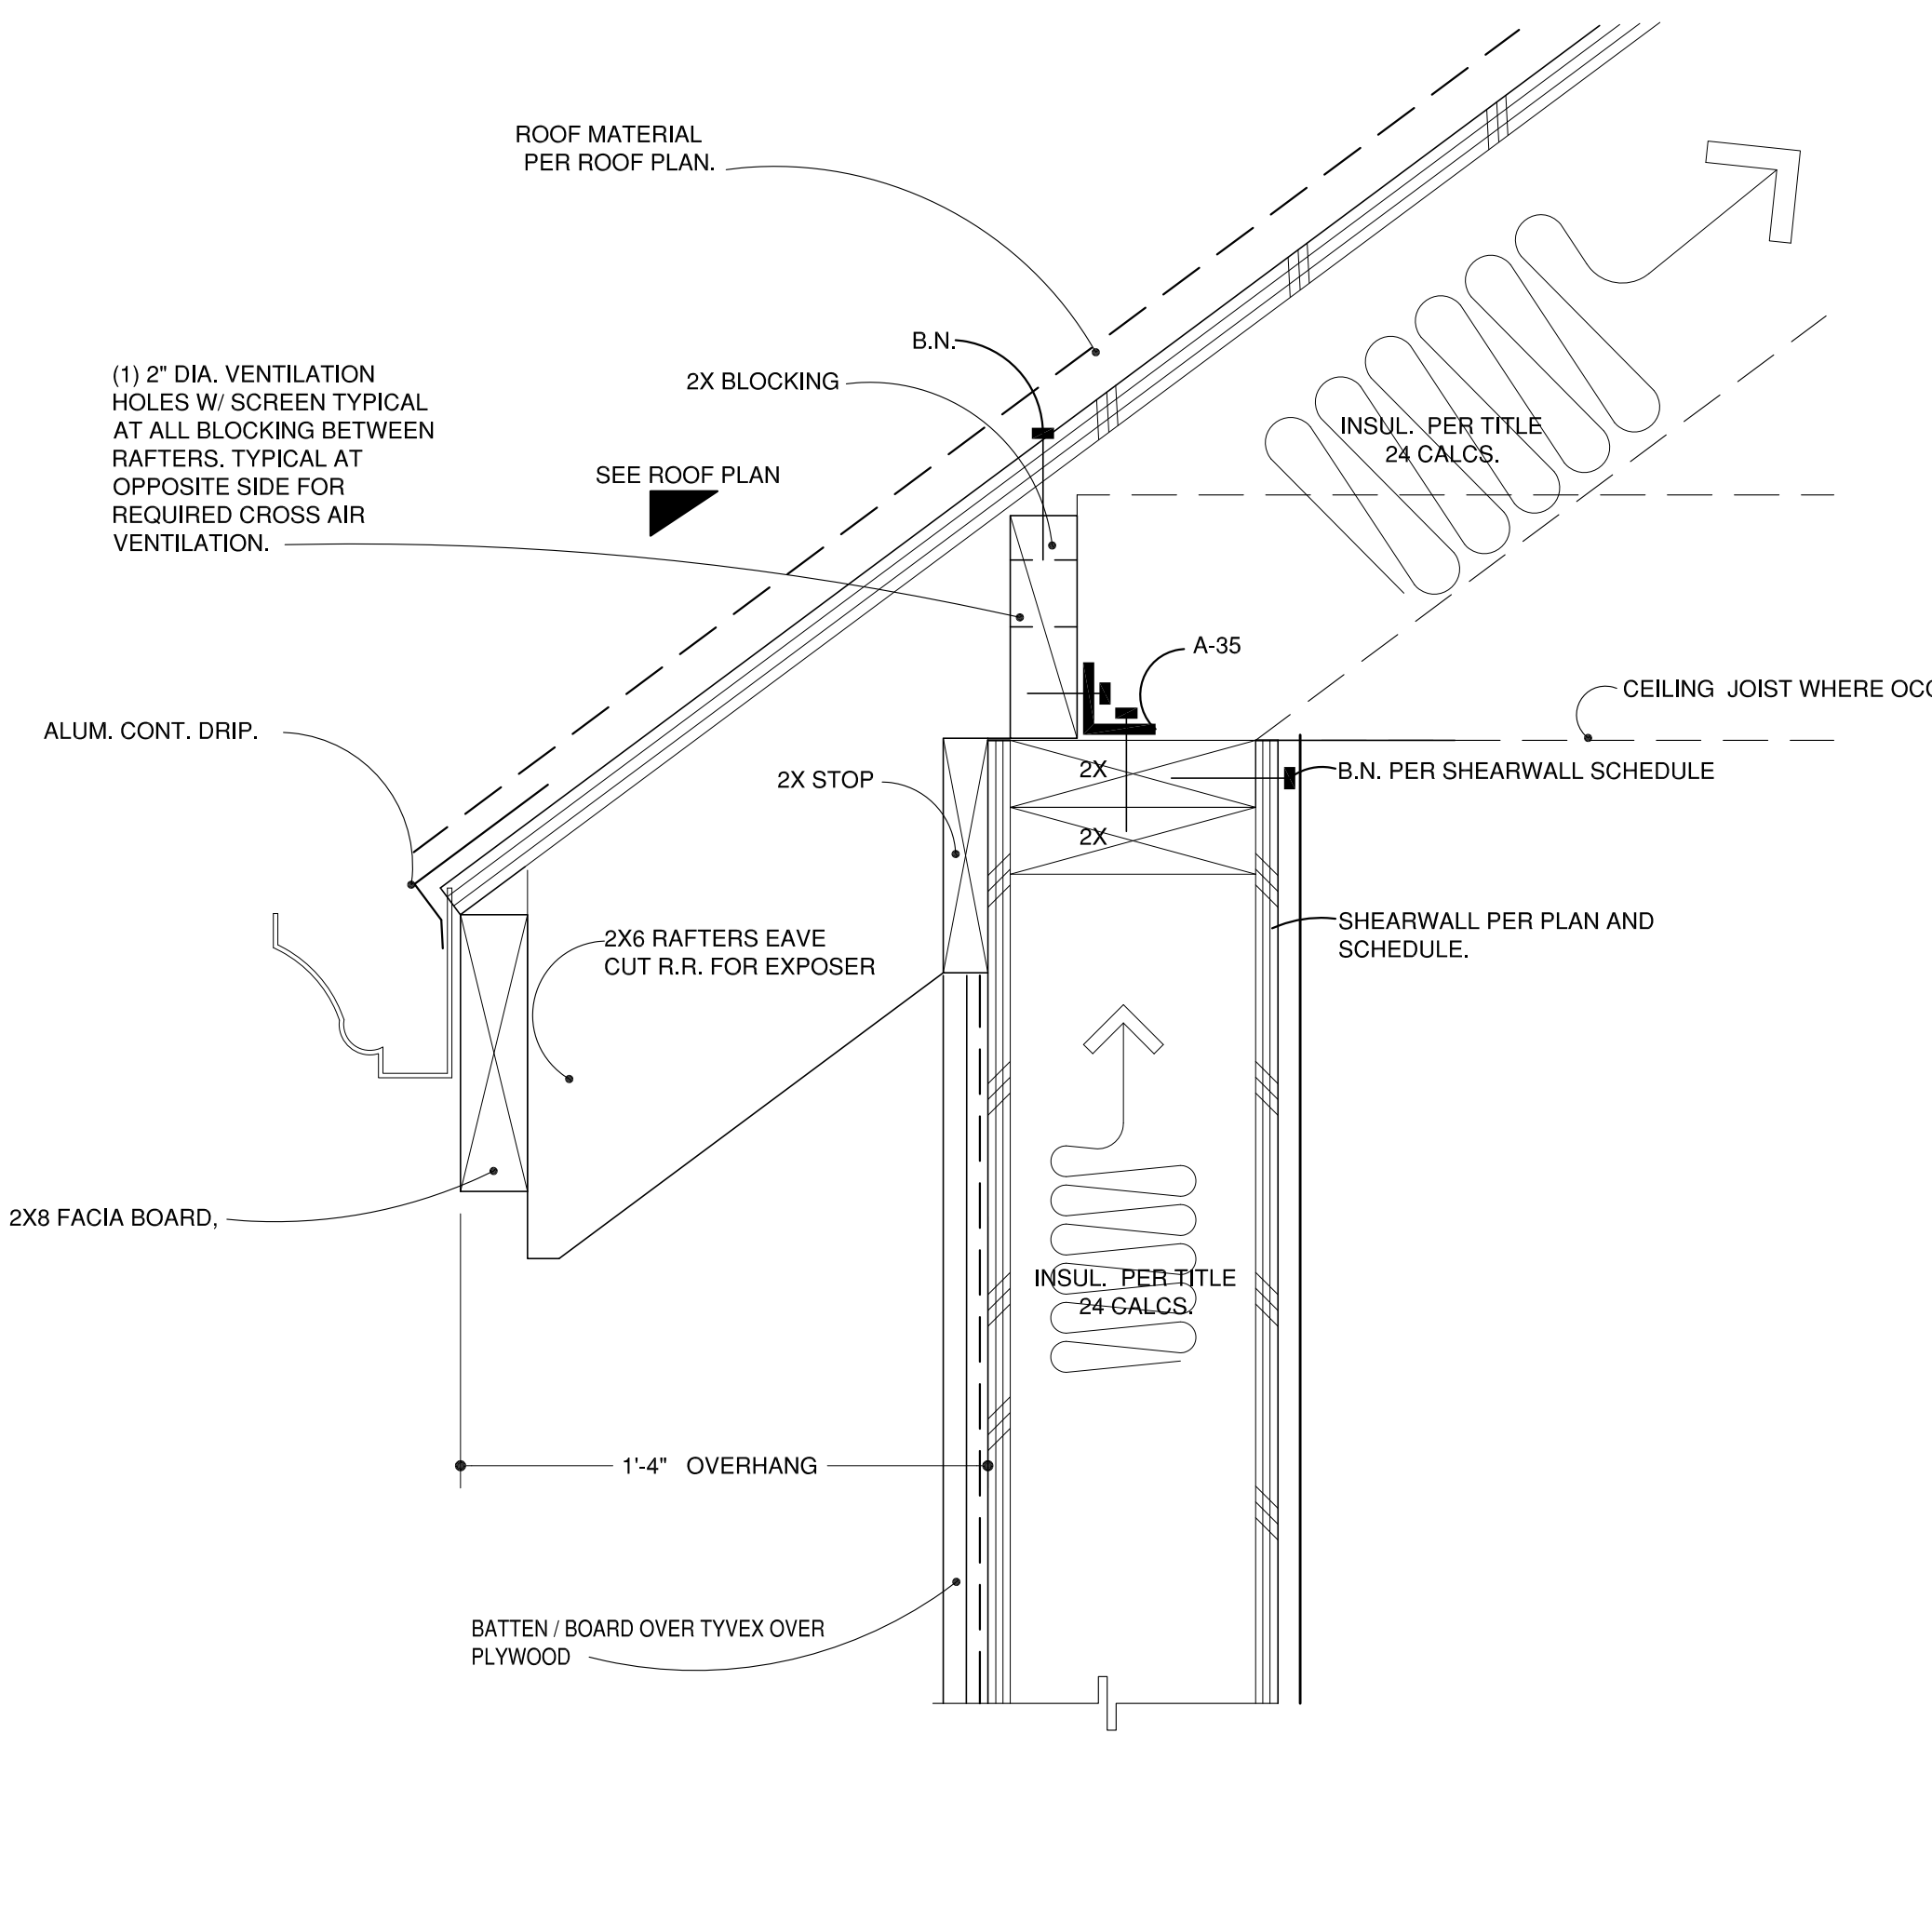 ROOF MATERIAL
PER ROOF PLAN.
B.N.
2X BLOCKING
(1) 2" DIA. VENTILATION
HOLES W/ SCREEN TYPICAL
AT ALL BLOCKING BETWEEN
RAFTERS. TYPICAL AT
OPPOSITE SIDE FOR
REQUIRED CROSS AIR
VENTILATION.
SEE ROOF PLAN
INSUL. PER TITLE
24 CALCS.
A-35
CEILING JOIST WHERE
ALUM. CONT. DRIP.
2X STOP
2X
2X
B.N. PER SHEARWALL SCHEDULE
SHEARWALL PER PLAN AND
SCHEDULE.
2X6 RAFTERS EAVE
CUT R.R. FOR EXPOSER
2X8 FACIA BOARD,
INSUL. PER TITLE
24 CALCS.
1'-4" OVERHANG
BATTEN / BOARD OVER TYVEX OVER
PLYWOOD